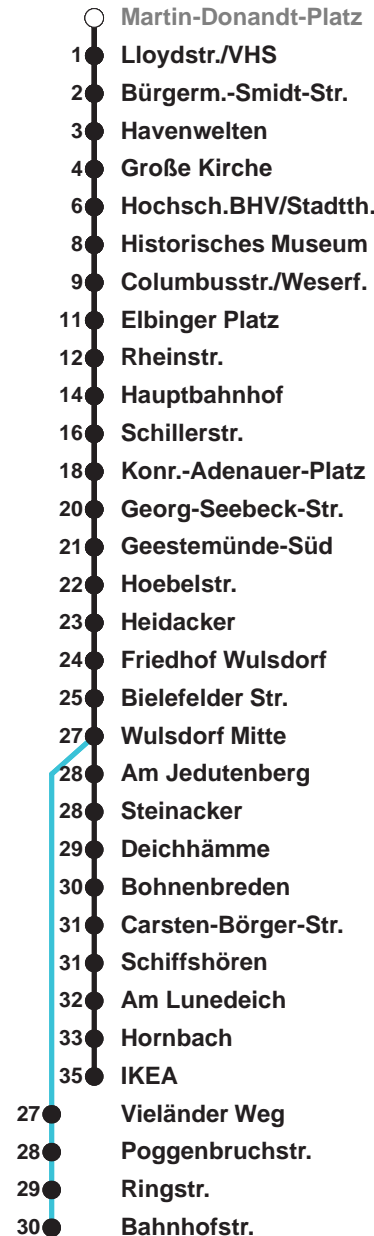 Martin-Donandt-Platz
1 Lloydstr./VHS
2 Bürgerm.-Smidt-Str.
3 Havenwelten
4 Große Kirche
6 Hochsch.BHV/Stadtth.
8 Historisches Museum
9 Columbusstr./Weserf.
11 Elbinger Platz
12 Rheinstr.
14 Hauptbahnhof
16 Schillerstr.
18 Konr.-Adenauer-Platz
20 Georg-Seebeck-Str.
21 Geestemünde-Süd
22 Hoebelstr.
23 Heidacker
24 Friedhof Wulsdorf
25 Bielefelder Str.
27 Wulsdorf Mitte
28 Am Jedutenberg
28 Steinacker
29 Deichhämme
30 Bohnenbreden
31 Carsten-Börger-Str.
31 Schiffshören
32 Am Lunedeich
33 Hornbach
35 IKEA
27 Vieländer Weg
28 Poggenbruchstr.
29 Ringstr.
30 Bahnhofstr.